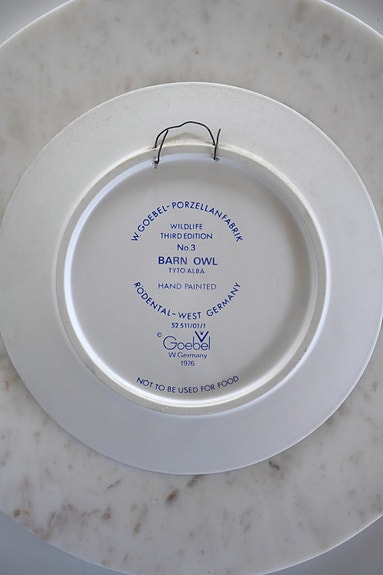 W. GOEBEL-PORZELLANFABRIK
WILDLIFE
THIRD EDITION
No. 3
BARN OWL
TYTO ALBA
HAND PAINTED
RÖDENTAL-WEST GERMANY
52 511/01/1
© Goebel
W. Germany
1976
NOT TO BE USED FOR FOOD